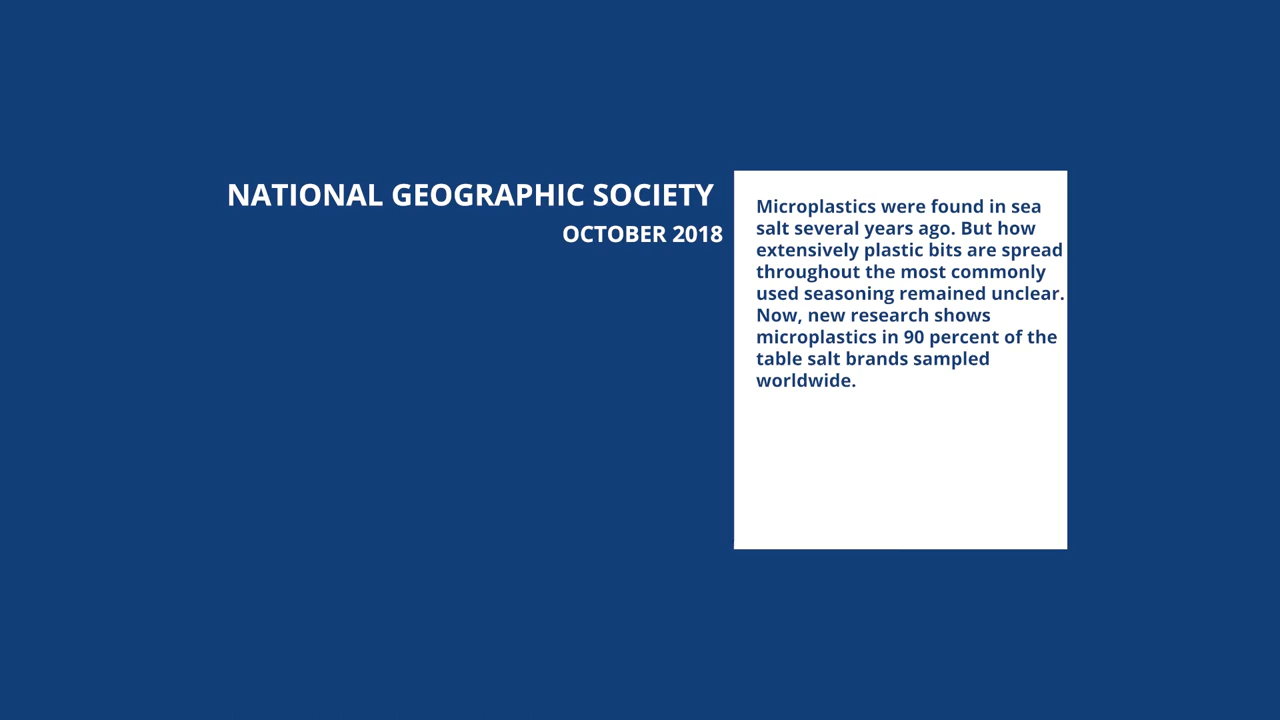 NATIONAL GEOGRAPHIC SOCIETY
OCTOBER 2018
Microplastics were found in sea
salt several years ago. But how
extensively plastic bits are spread
throughout the most commonly
used seasoning remained unclear.
Now, new research shows
microplastics in 90 percent of the
table salt brands sampled
worldwide.